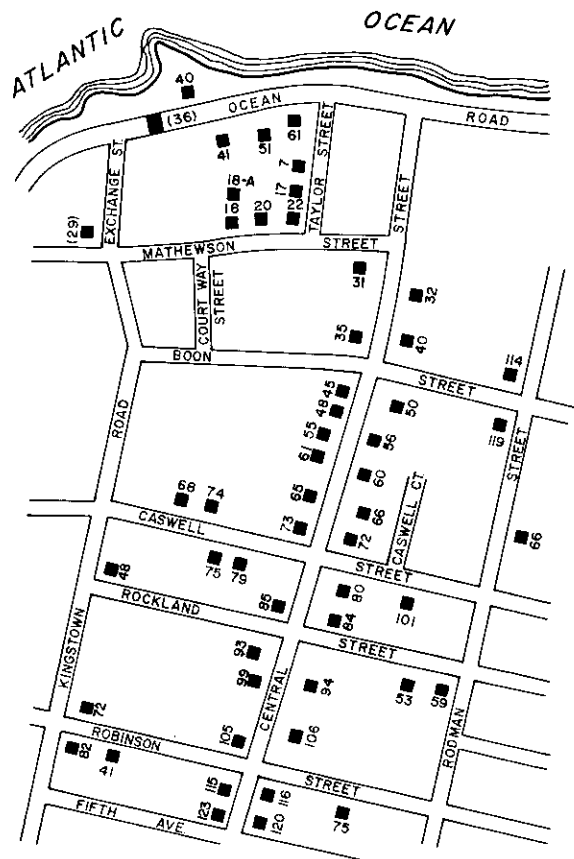 ATLANTIC OCEAN
40
OCEAN ROAD
(36)
41
51
61
EXCHANGE ST.
TAYLOR STREET
7
18-A
17
16
20
22
(29)
MATHEWSON STREET
STREET
COURT WAY STREET
31
32
35
40
114
BOON STREET
45
48
50
55
56
119
61
60
ROAD
STREET
68
74
65
66
CASWELL CT.
73
72
66
CASWELL STREET
48
75
79
86
80
101
84
ROCKLAND STREET
KINGSTOWN
93
99
CENTRAL
94
53
59
72
105
106
RODMAN
ROBINSON STREET
82
41
115
116
123
120
75
FIFTH AVE.